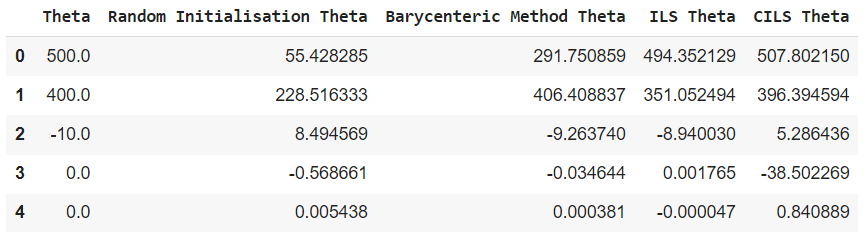 Theta Random Initialisation Theta Barycenteric Method Theta ILS Theta CILS Theta
0 500.0 55.428285 291.750859 494.352129 507.802150
1 400.0 228.516333 406.408837 351.052494 396.394594
2 -10.0 8.494569 -9.263740 -8.940030 5.286436
3 0.0 -0.568661 -0.034644 0.001765 -38.502269
4 0.0 0.005438 0.000381 -0.000047 0.840889